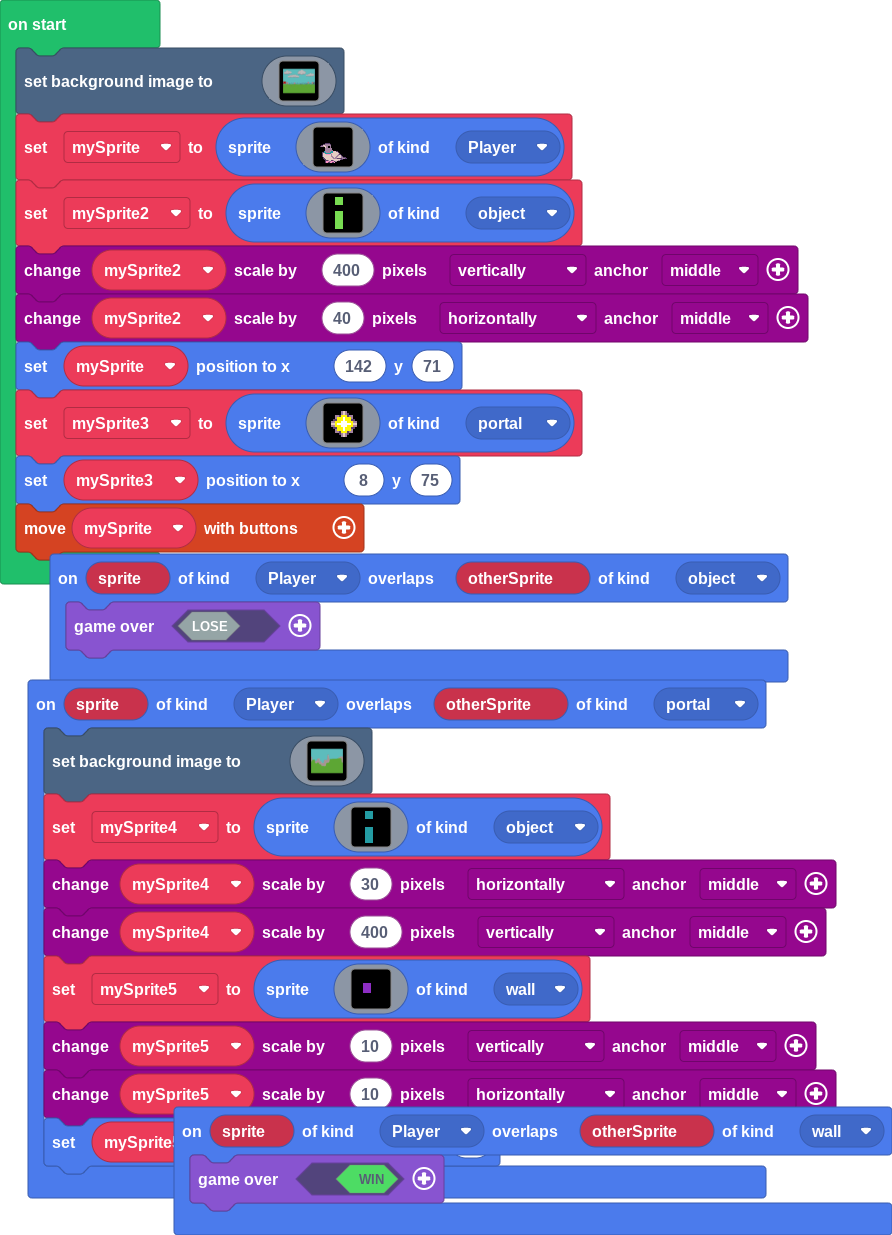 on start
set background image to
set mySprite to sprite of kind Player
set mySprite2 to sprite of kind object
change mySprite2 scale by 400 pixels vertically anchor middle
change mySprite2 scale by 40 pixels horizontally anchor middle
set mySprite position to x 142 y 71
set mySprite3 to sprite of kind portal
set mySprite3 position to x 8 y 75
move mySprite with buttons
on sprite of kind Player overlaps otherSprite of kind object
game over LOSE
on sprite of kind Player overlaps otherSprite of kind portal
set background image to
set mySprite4 to sprite of kind object
change mySprite4 scale by 30 pixels horizontally anchor middle
change mySprite4 scale by 400 pixels vertically anchor middle
set mySprite5 to sprite of kind wall
change mySprite5 scale by 10 pixels vertically anchor middle
change mySprite5 scale by 10 pixels horizontally anchor middle
set
on sprite of kind Player overlaps otherSprite of kind wall
game over WIN